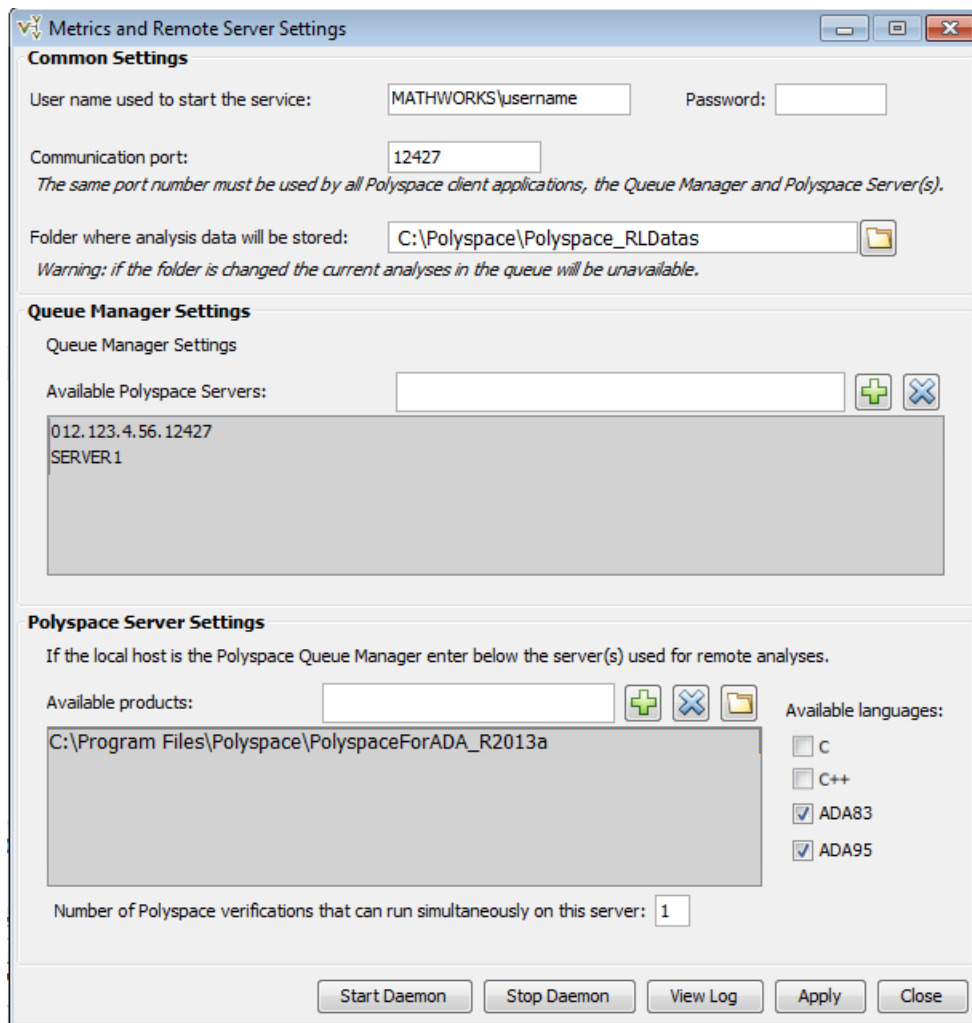 Metrics and Remote Server Settings
Common Settings
User name used to start the service: MATHWORKS\username Password:
Communication port: 12427
The same port number must be used by all Polyspace client applications, the Queue Manager and Polyspace Server(s).
Folder where analysis data will be stored: C:\Polyspace\Polyspace_RLDatas
Warning: if the folder is changed the current analyses in the queue will be unavailable.
Queue Manager Settings
Queue Manager Settings
Available Polyspace Servers:
012.123.4.56.12427
SERVER1
Polyspace Server Settings
If the local host is the Polyspace Queue Manager enter below the server(s) used for remote analyses.
Available products: Available languages:
C:\Program Files\Polyspace\PolyspaceForADA_R2013a
C
C++
ADA83
ADA95
Number of Polyspace verifications that can run simultaneously on this server: 1
Start Daemon Stop Daemon View Log Apply Close